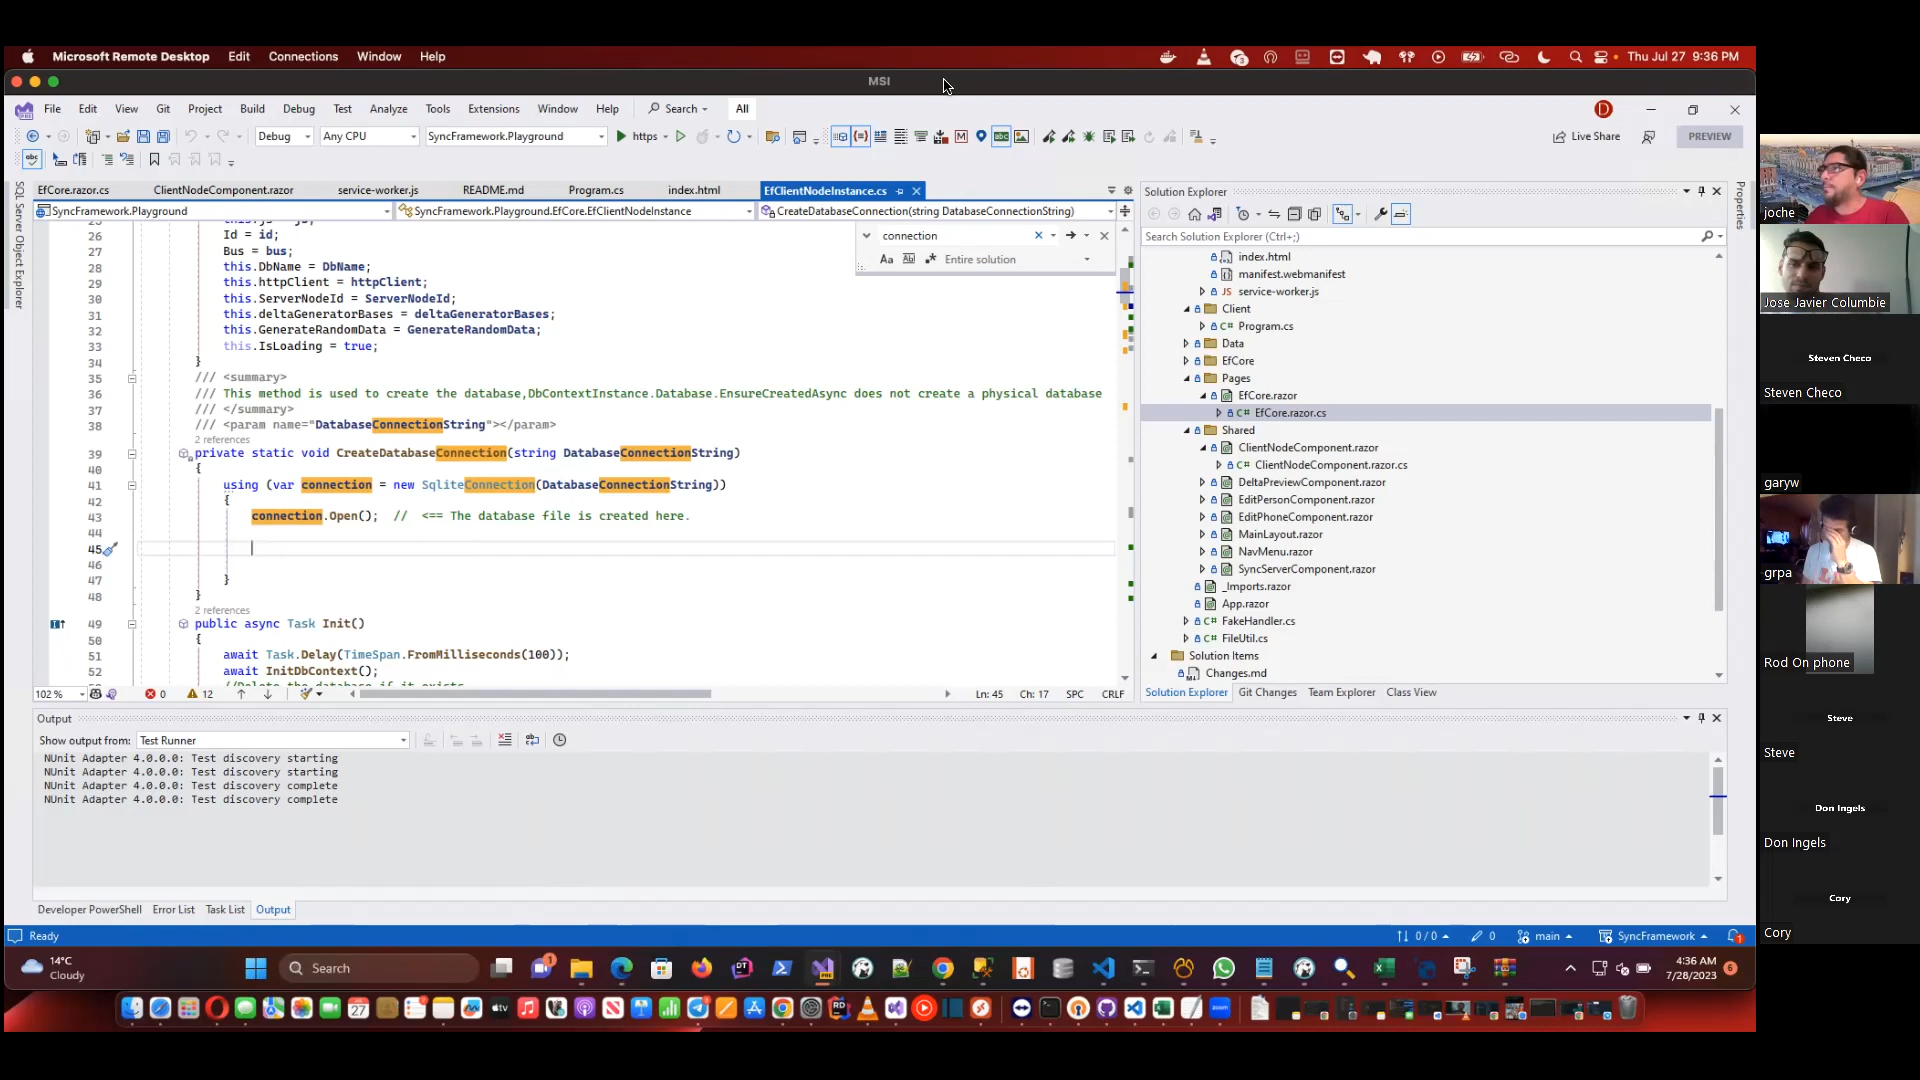 Microsoft Remote Desktop Edit Connections Window Help
Thu Jul 27 9:36 PM
MSI
File Edit View Git Project Build Debug Test Analyze Tools Extensions Window Help Search All
D
Debug Any CPU SyncFramework.Playground https Live Share PREVIEW
SQL Server Object Explorer
EfCore.razor.cs ClientNodeComponent.razor service-worker.js README.md Program.cs index.html EfClientNodeInstance.cs
SyncFramework.Playground SyncFramework.Playground.EfCore.EfClientNodeInstance CreateDatabaseConnection(string DatabaseConnectionString)
connection
Aa Entire solution
26 Id = id;
27 Bus = bus;
28 this.DbName = DbName;
29 this.httpClient = httpClient;
30 this.ServerNodeId = ServerNodeId;
31 this.deltaGeneratorBases = deltaGeneratorBases;
32 this.GenerateRandomData = GenerateRandomData;
33 this.IsLoading = true;
34 }
35 /// <summary>
36 /// This method is used to create the database,DbContextInstance.Database.EnsureCreatedAsync does not create a physical database
37 /// </summary>
38 /// <param name="DatabaseConnectionString"></param>
2 references
39 private static void CreateDatabaseConnection(string DatabaseConnectionString)
40 {
41 using (var connection = new SqliteConnection(DatabaseConnectionString))
42 {
43 connection.Open(); // <== The database file is created here.
44
45
46
47 }
48 }
2 references
49 public async Task Init()
50 {
51 await Task.Delay(TimeSpan.FromMilliseconds(100));
52 await InitDbContext();
102 % 0 12 Ln: 45 Ch: 17 SPC CRLF
Solution Explorer
Search Solution Explorer (Ctrl+;)
index.html
manifest.webmanifest
service-worker.js
Client
Program.cs
Data
EfCore
Pages
EfCore.razor
EfCore.razor.cs
Shared
ClientNodeComponent.razor
ClientNodeComponent.razor.cs
DeltaPreviewComponent.razor
EditPersonComponent.razor
EditPhoneComponent.razor
MainLayout.razor
NavMenu.razor
SyncServerComponent.razor
_Imports.razor
App.razor
FakeHandler.cs
FileUtil.cs
Solution Items
Changes.md
Solution Explorer Git Changes Team Explorer Class View
Properties
Output
Show output from: Test Runner
NUnit Adapter 4.0.0.0: Test discovery starting
NUnit Adapter 4.0.0.0: Test discovery starting
NUnit Adapter 4.0.0.0: Test discovery complete
NUnit Adapter 4.0.0.0: Test discovery complete
Developer PowerShell Error List Task List Output
Ready 0 / 0 0 main SyncFramework 1
14°C
Cloudy
Search
4:36 AM
7/28/2023
6
joche
Jose Javier Columbie
Steven Checo
Steven Checo
garyw
grpa
Rod On phone
Steve
Steve
Don Ingels
Don Ingels
Cory
Cory